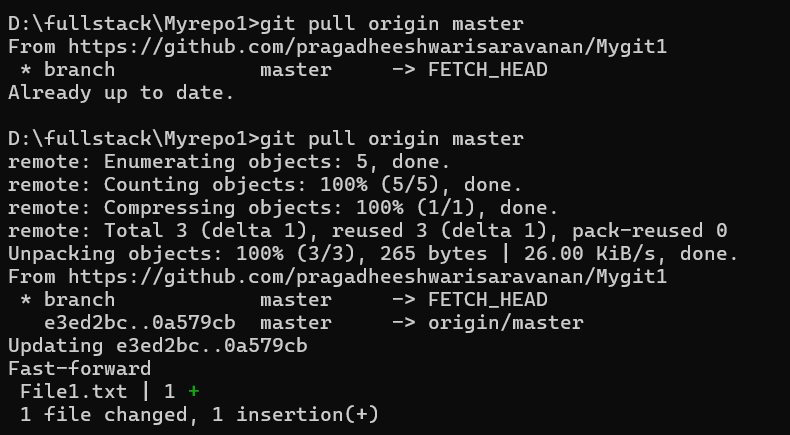 D:\fullstack\Myrepo1>git pull origin master
From https://github.com/pragadheeshwarisaravanan/Mygit1
 * branch            master     -> FETCH_HEAD
Already up to date.

D:\fullstack\Myrepo1>git pull origin master
remote: Enumerating objects: 5, done.
remote: Counting objects: 100% (5/5), done.
remote: Compressing objects: 100% (1/1), done.
remote: Total 3 (delta 1), reused 3 (delta 1), pack-reused 0
Unpacking objects: 100% (3/3), 265 bytes | 26.00 KiB/s, done.
From https://github.com/pragadheeshwarisaravanan/Mygit1
 * branch            master     -> FETCH_HEAD
   e3ed2bc..0a579cb  master     -> origin/master
Updating e3ed2bc..0a579cb
Fast-forward
 File1.txt | 1 +
 1 file changed, 1 insertion(+)